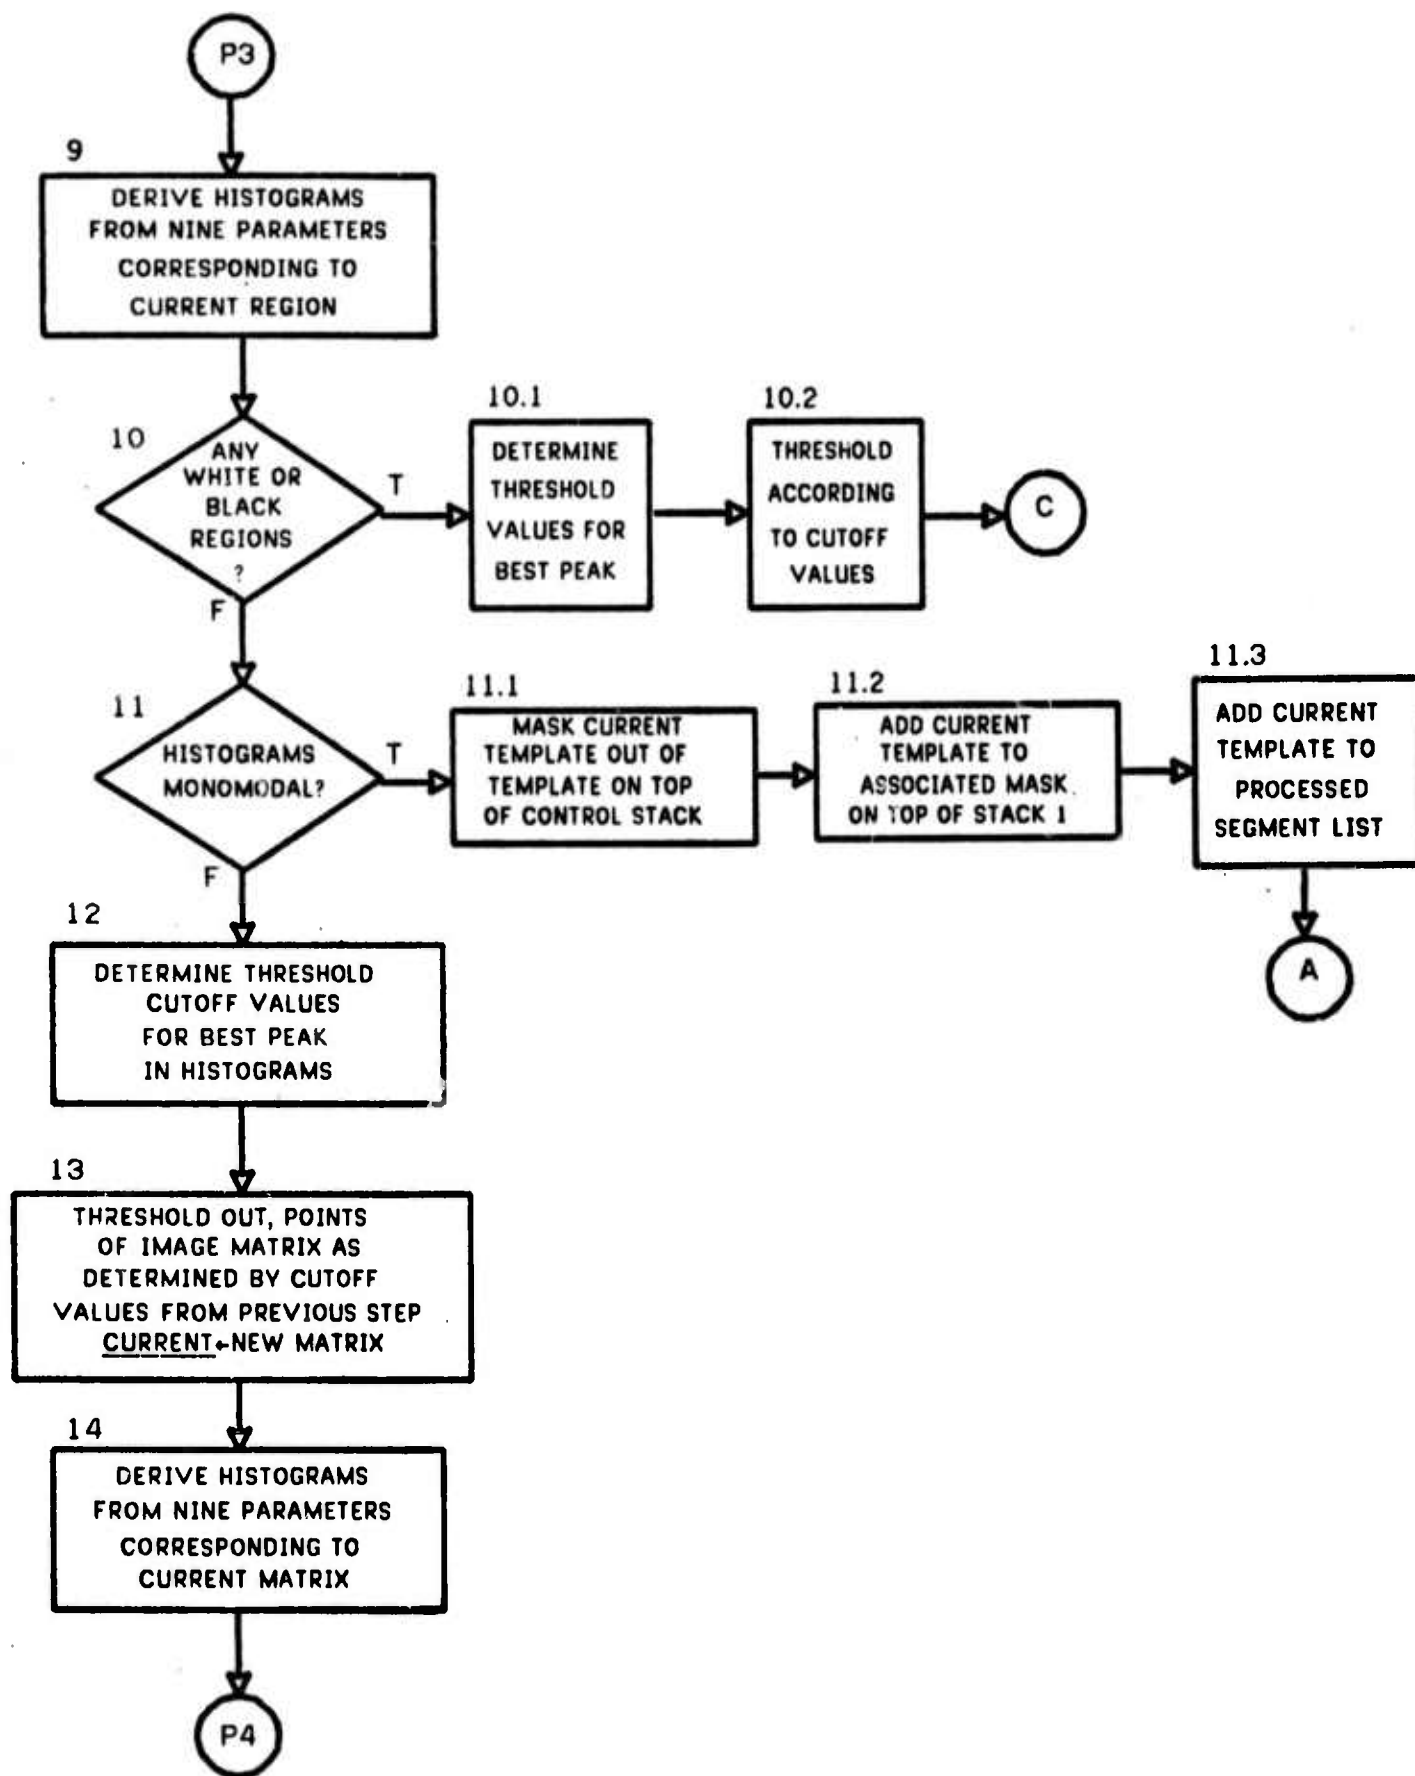 P3
9
DERIVE HISTOGRAMS
FROM NINE PARAMETERS
CORRESPONDING TO
CURRENT REGION
10
ANY
WHITE OR
BLACK
REGIONS
?
T
F
10.1
DETERMINE
THRESHOLD
VALUES FOR
BEST PEAK
10.2
THRESHOLD
ACCORDING
TO CUTOFF
VALUES
C
11
HISTOGRAMS
MONOMODAL?
T
F
11.1
MASK CURRENT
TEMPLATE OUT OF
TEMPLATE ON TOP
OF CONTROL STACK
11.2
ADD CURRENT
TEMPLATE TO
ASSOCIATED MASK
ON TOP OF STACK 1
11.3
ADD CURRENT
TEMPLATE TO
PROCESSED
SEGMENT LIST
A
12
DETERMINE THRESHOLD
CUTOFF VALUES
FOR BEST PEAK
IN HISTOGRAMS
13
THRESHOLD OUT, POINTS
OF IMAGE MATRIX AS
DETERMINED BY CUTOFF
VALUES FROM PREVIOUS STEP
CURRENT←NEW MATRIX
14
DERIVE HISTOGRAMS
FROM NINE PARAMETERS
CORRESPONDING TO
CURRENT MATRIX
P4